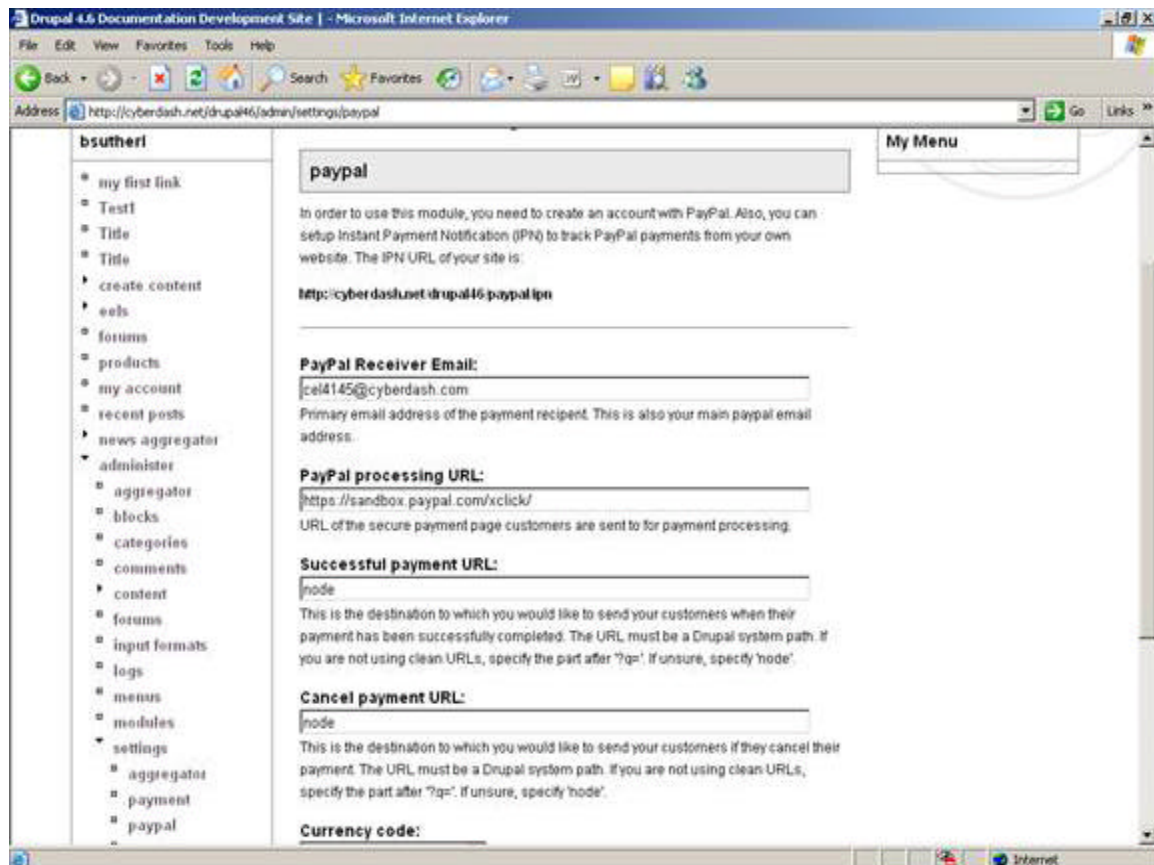 Drupal 4.6 Documentation Development Site | - Microsoft Internet Explorer
File Edit View Favorites Tools Help
Back Search Favorites
Address http://cyberdash.net/drupal46/admin/settings/paypal Go Links »
bsutherl
my first link
Test1
Title
Title
create content
eels
forums
products
my account
recent posts
news aggregator
administer
aggregator
blocks
categories
comments
content
forums
input formats
logs
menus
modules
settings
aggregator
payment
paypal
paypal
In order to use this module, you need to create an account with PayPal. Also, you can
setup Instant Payment Notification (IPN) to track PayPal payments from your own
website. The IPN URL of your site is:
http://cyberdash.net/drupal46/paypal/ipn
PayPal Receiver Email:
cel4145@cyberdash.com
Primary email address of the payment recipent. This is also your main paypal email
address.
PayPal processing URL:
https://sandbox.paypal.com/xclick/
URL of the secure payment page customers are sent to for payment processing.
Successful payment URL:
node
This is the destination to which you would like to send your customers when their
payment has been successfully completed. The URL must be a Drupal system path. If
you are not using clean URLs, specify the part after '?q='. If unsure, specify 'node'.
Cancel payment URL:
node
This is the destination to which you would like to send your customers if they cancel their
payment. The URL must be a Drupal system path. If you are not using clean URLs,
specify the part after '?q='. If unsure, specify 'node'.
Currency code:
My Menu
Internet